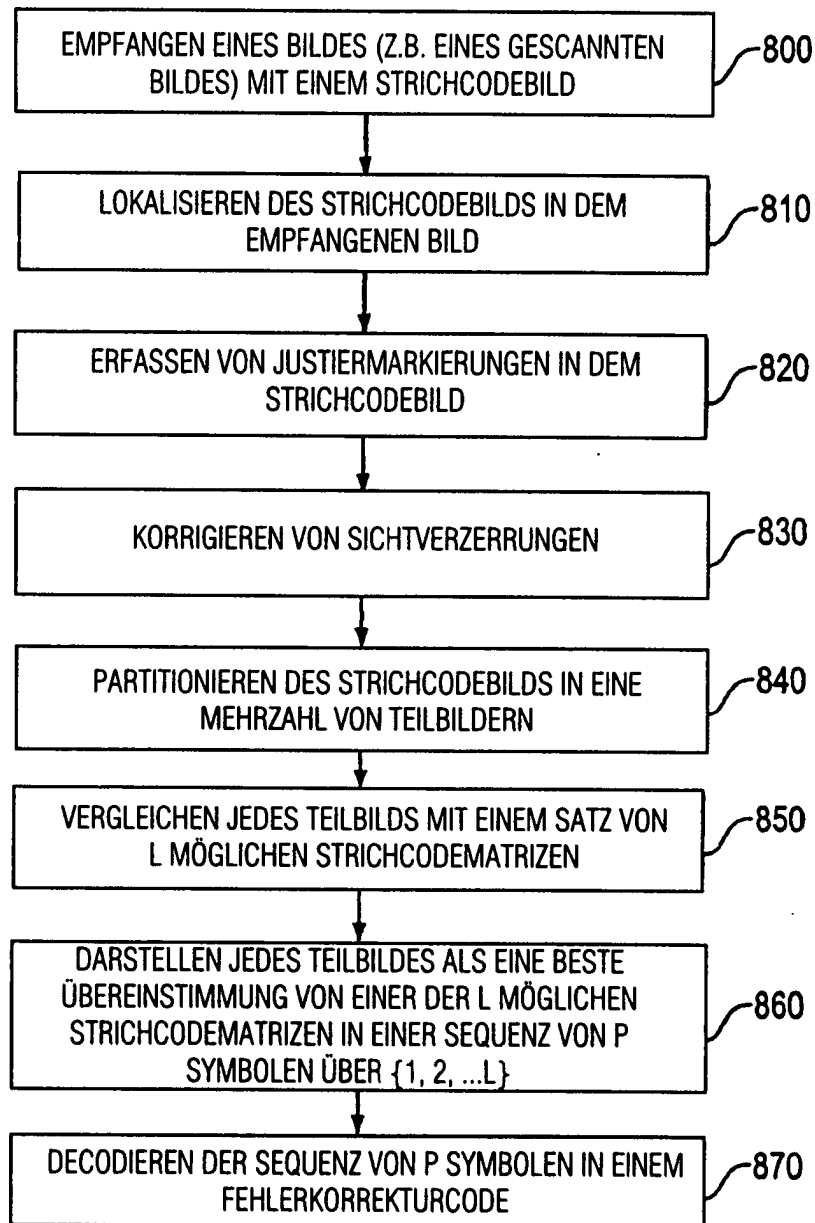 EMPFANGEN EINES BILDES (Z.B. EINES GESCANNTEN
BILDES) MIT EINEM STRICHCODEBILD
800
LOKALISIEREN DES STRICHCODEBILDS IN DEM
EMPFANGENEN BILD
810
ERFASSEN VON JUSTIERMARKIERUNGEN IN DEM
STRICHCODEBILD
820
KORRIGIEREN VON SICHTVERZERRUNGEN
830
PARTITIONIEREN DES STRICHCODEBILDS IN EINE
MEHRZAHL VON TEILBILDERN
840
VERGLEICHEN JEDES TEILBILDS MIT EINEM SATZ VON
L MÖGLICHEN STRICHCODEMATRIZEN
850
DARSTELLEN JEDES TEILBILDES ALS EINE BESTE
ÜBEREINSTIMMUNG VON EINER DER L MÖGLICHEN
STRICHCODEMATRIZEN IN EINER SEQUENZ VON P
SYMBOLEN ÜBER {1, 2, ...L}
860
DECODIEREN DER SEQUENZ VON P SYMBOLEN IN EINEM
FEHLERKORREKTURCODE
870